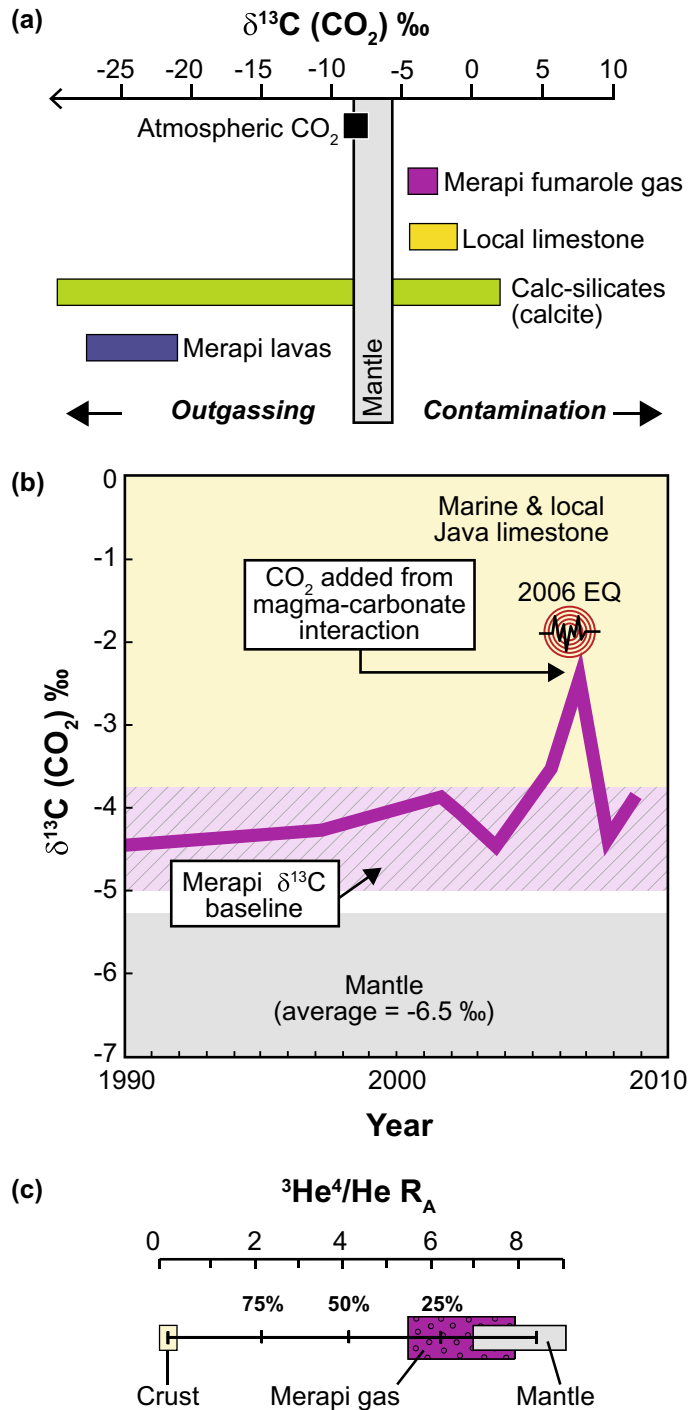 (a)
δ¹³C (CO₂) ‰
-25 -20 -15 -10 -5 0 5 10
Atmospheric CO₂
Merapi fumarole gas
Local limestone
Calc-silicates
(calcite)
Merapi lavas
Mantle
Outgassing
Contamination
(b)
δ¹³C (CO₂) ‰
0
-1
-2
-3
-4
-5
-6
-7
Marine & local
Java limestone
CO₂ added from
magma-carbonate
interaction
2006 EQ
Merapi δ¹³C
baseline
Mantle
(average = -6.5 ‰)
1990 2000 2010
Year
(c)
³He⁴/He R_A
0 2 4 6 8
75% 50% 25%
Crust
Merapi gas
Mantle